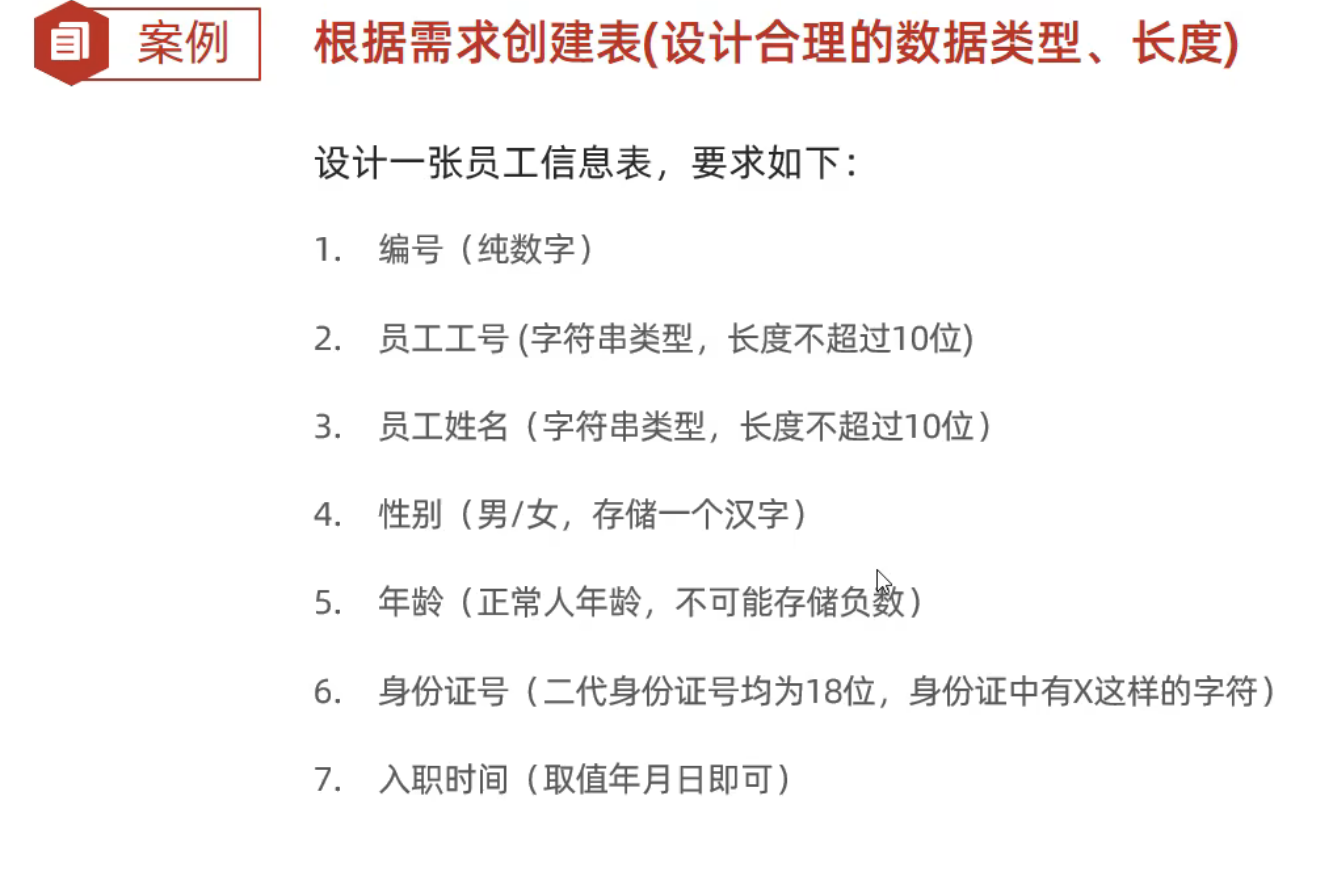 案例
根据需求创建表(设计合理的数据类型、长度)
设计一张员工信息表，要求如下：
1. 编号（纯数字）
2. 员工工号 (字符串类型，长度不超过10位)
3. 员工姓名（字符串类型，长度不超过10位）
4. 性别（男/女，存储一个汉字）
5. 年龄（正常人年龄，不可能存储负数）
6. 身份证号（二代身份证号均为18位，身份证中有X这样的字符）
7. 入职时间（取值年月日即可）